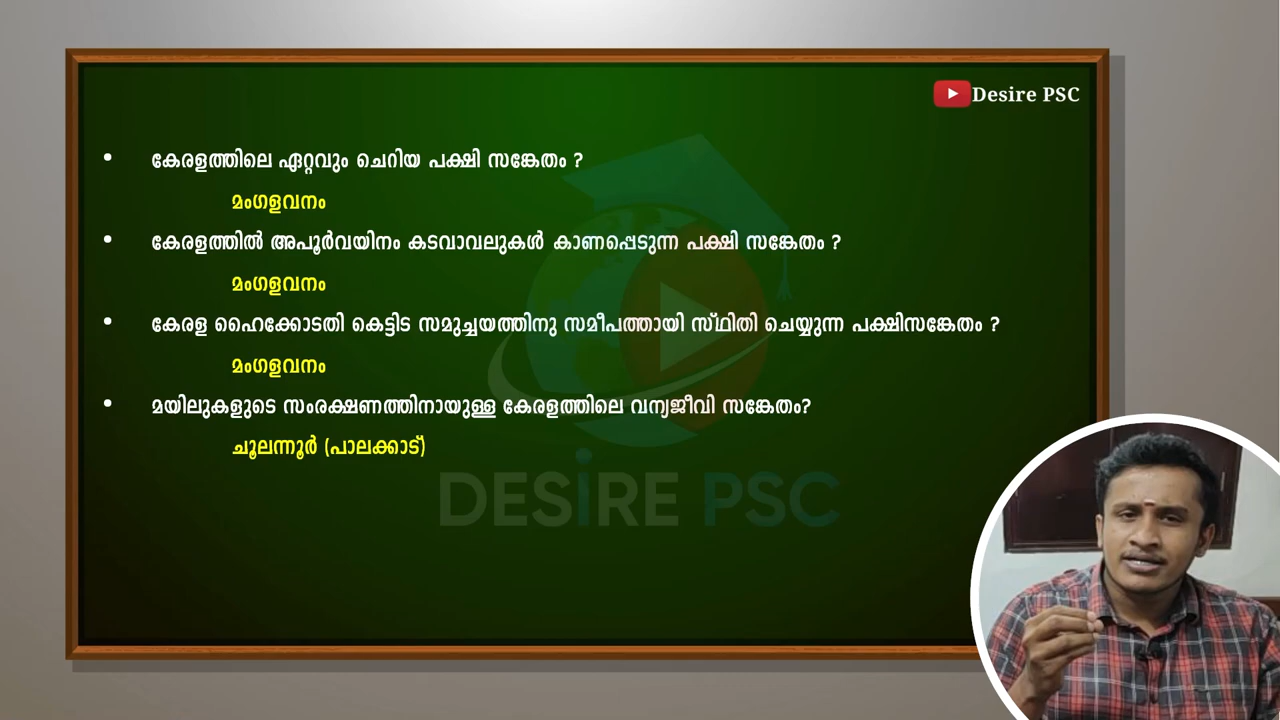 Desire PSC
• കേരളത്തിലെ ഏറ്റവും ചെറിയ പക്ഷി സങ്കേതം ?
മംഗളവനം
• കേരളത്തിൽ അപൂർവയിനം കടവാവലുകൾ കാണപ്പെടുന്ന പക്ഷി സങ്കേതം ?
മംഗളവനം
• കേരള ഹൈക്കോടതി കെട്ടിട സമുച്ചയത്തിനു സമീപത്തായി സ്ഥിതി ചെയ്യുന്ന പക്ഷിസങ്കേതം ?
മംഗളവനം
• മയിലുകളുടെ സംരക്ഷണത്തിനായുള്ള കേരളത്തിലെ വന്യജീവി സങ്കേതം?
ചൂലന്നൂർ (പാലക്കാട്)
DESiRE PSC